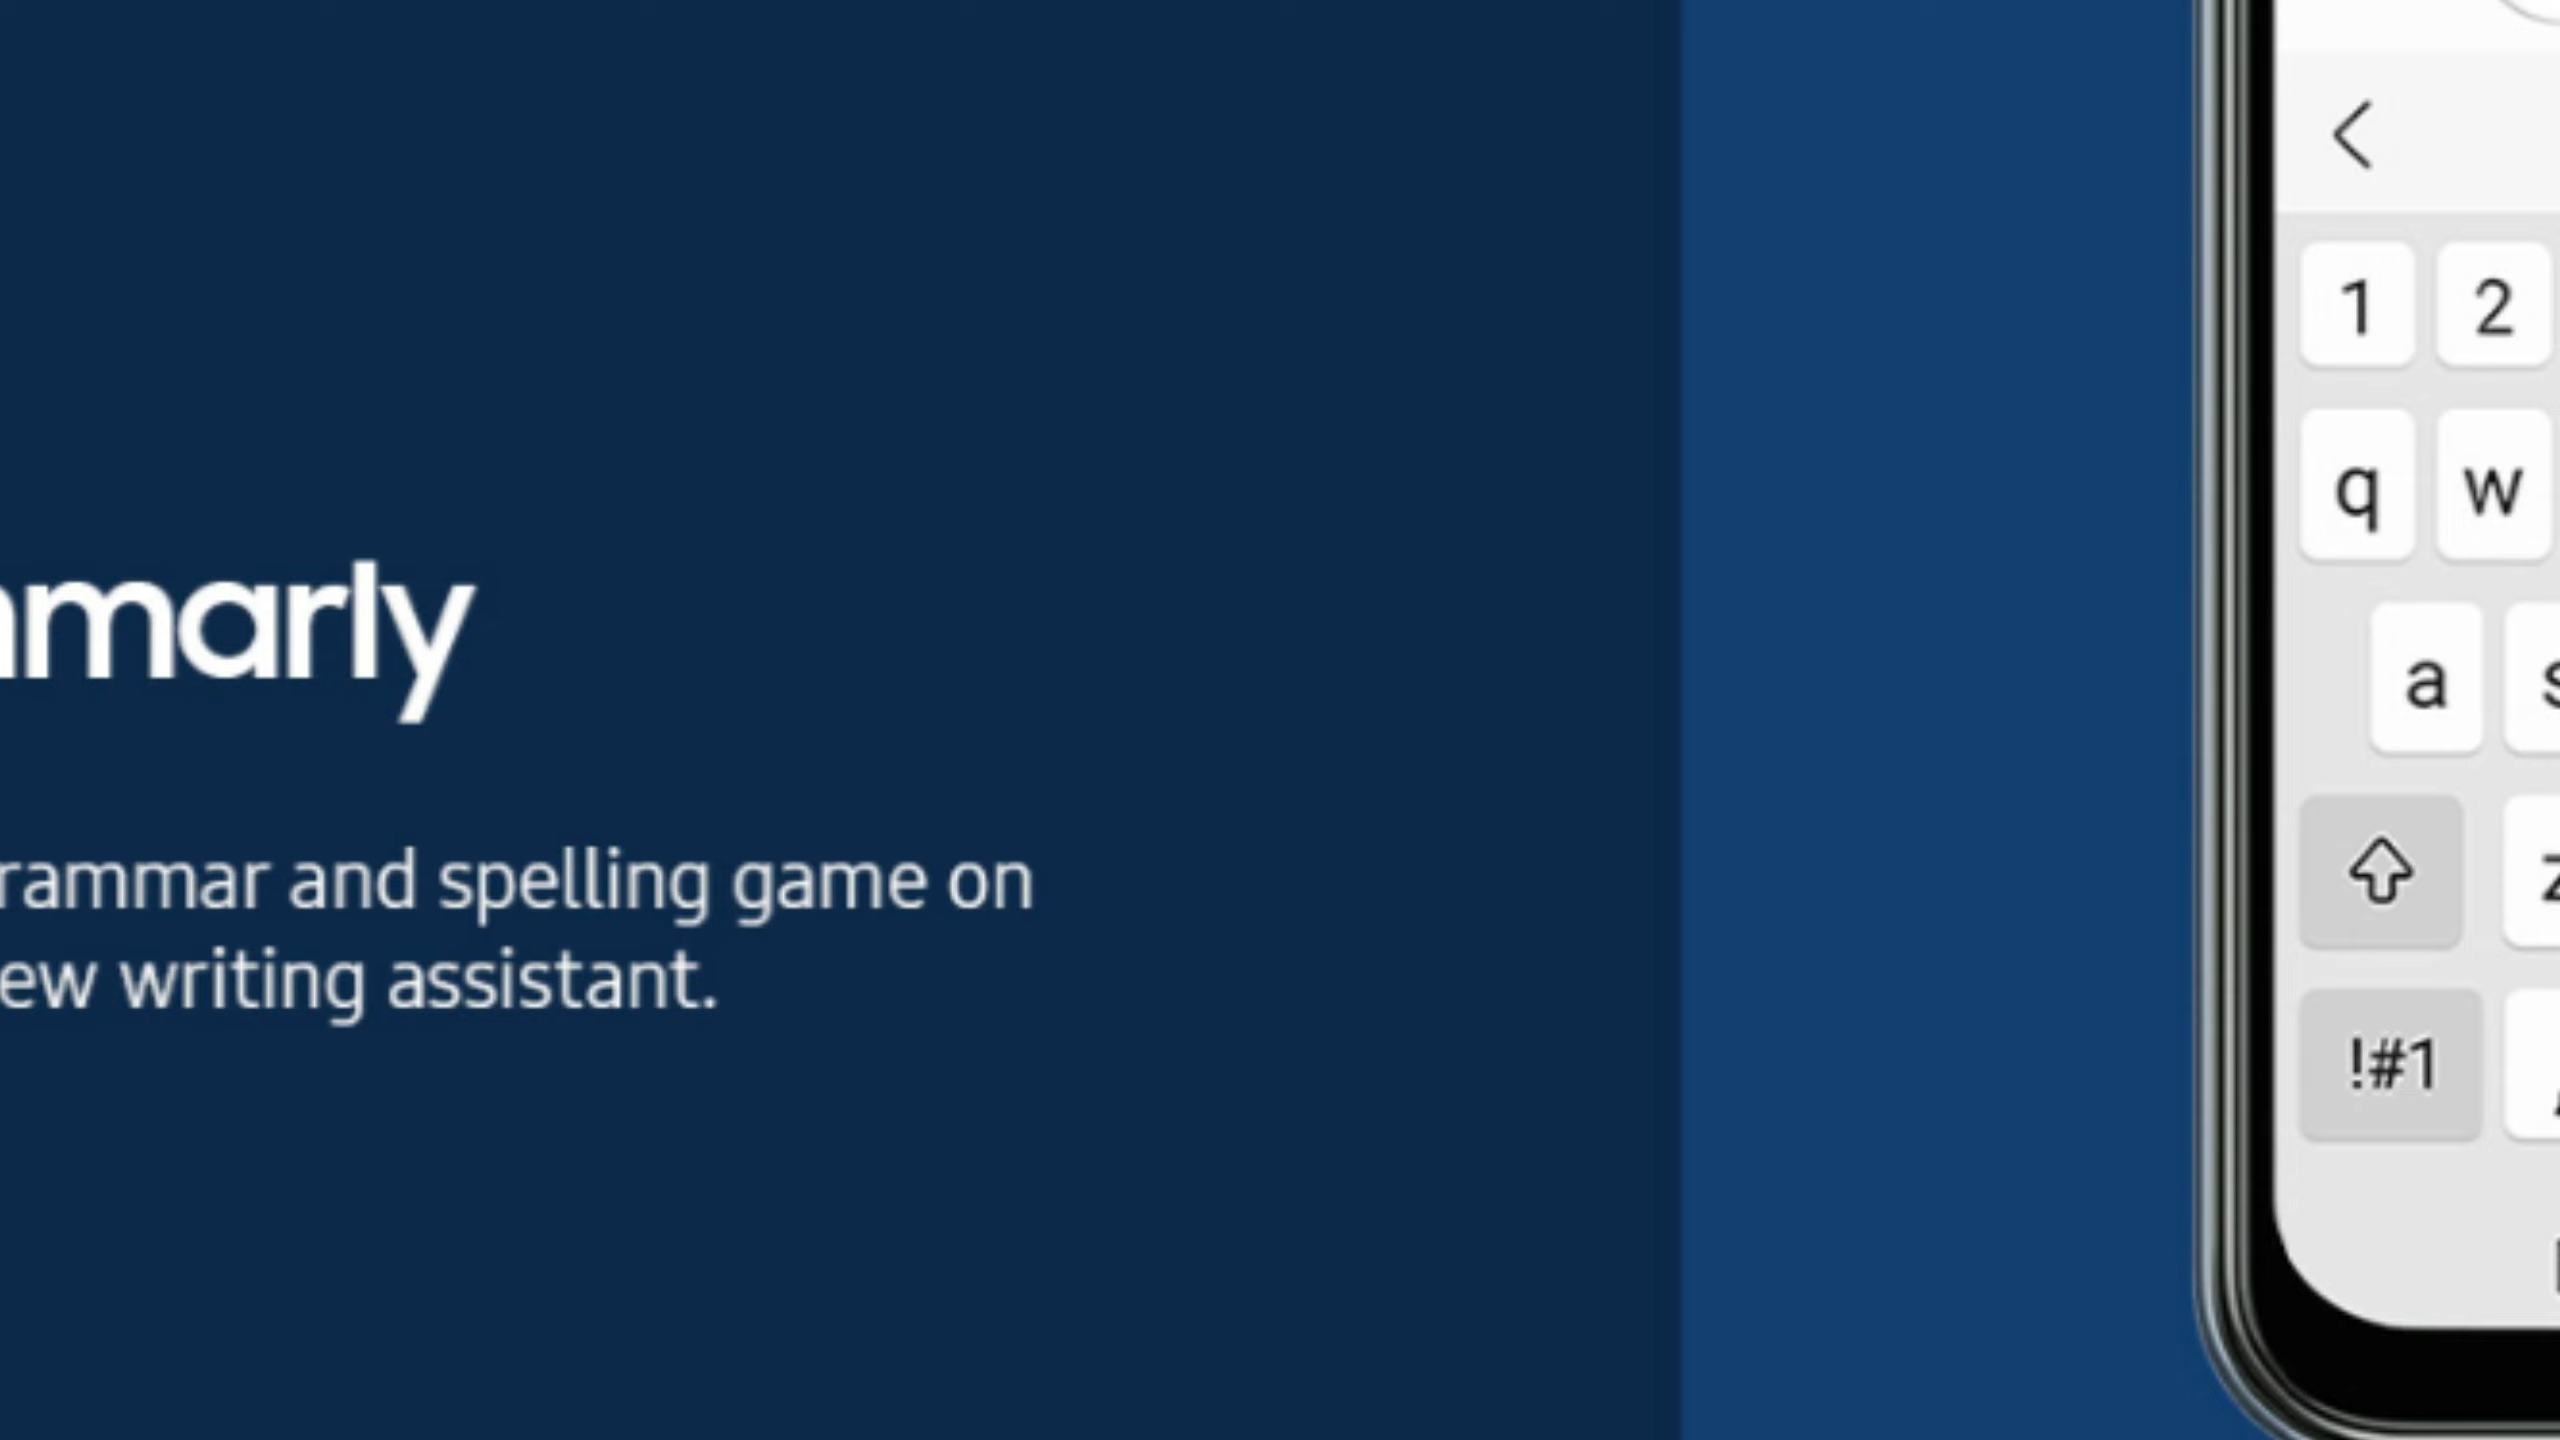 mmarly
rammar and spelling game on
ew writing assistant.
1 2
q w
a s
z
!#1 ,